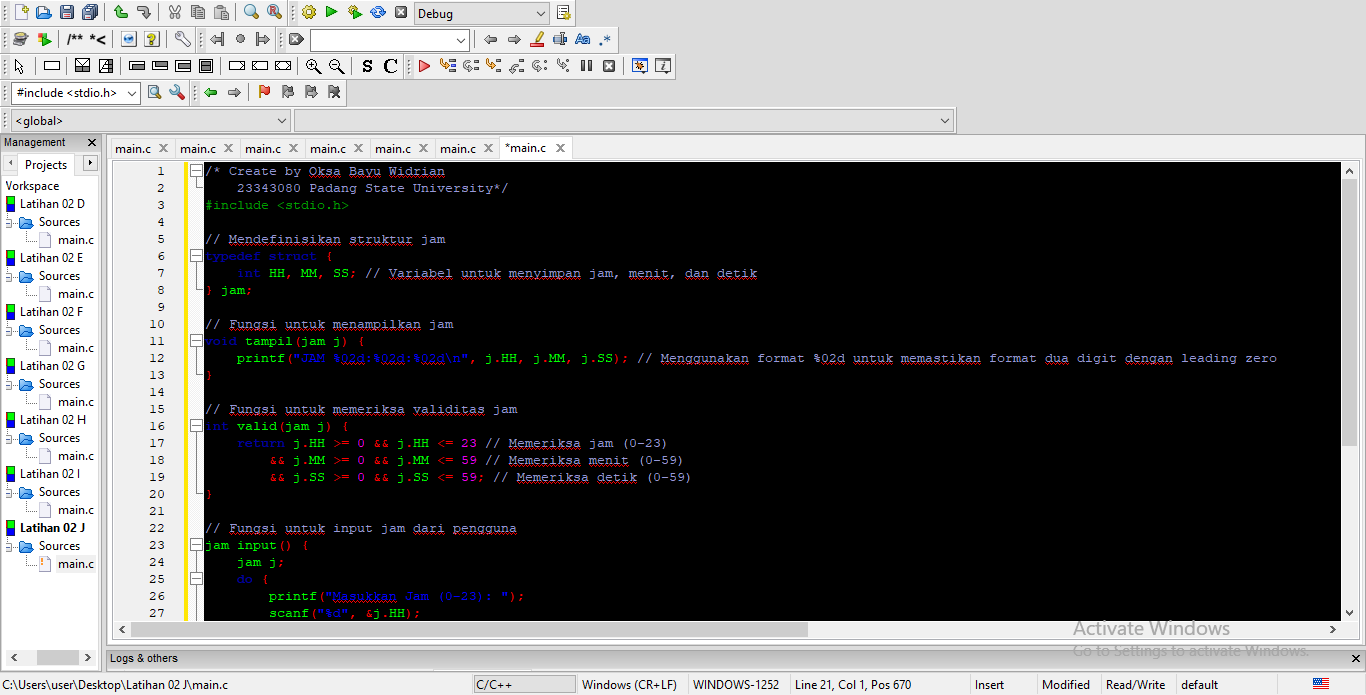 Debug
/** *<
S C
Aa .*
#include <stdio.h>
<global>
Management
Projects
Workspace
Latihan 02 D
Sources
main.c
Latihan 02 E
Sources
main.c
Latihan 02 F
Sources
main.c
Latihan 02 G
Sources
main.c
Latihan 02 H
Sources
main.c
Latihan 02 I
Sources
main.c
Latihan 02 J
Sources
main.c
main.c main.c main.c main.c main.c main.c *main.c
1 /* Create by Oksa Bayu Widrian
2 23343080 Padang State University*/
3 #include <stdio.h>
4
5 // Mendefinisikan struktur jam
6 typedef struct {
7 int HH, MM, SS; // Variabel untuk menyimpan jam, menit, dan detik
8 } jam;
9
10 // Fungsi untuk menampilkan jam
11 void tampil(jam j) {
12 printf("JAM %02d:%02d:%02d\n", j.HH, j.MM, j.SS); // Menggunakan format %02d untuk memastikan format dua digit dengan leading zero
13 }
14
15 // Fungsi untuk memeriksa validitas jam
16 int valid(jam j) {
17 return j.HH >= 0 && j.HH <= 23 // Memeriksa jam (0-23)
18 && j.MM >= 0 && j.MM <= 59 // Memeriksa menit (0-59)
19 && j.SS >= 0 && j.SS <= 59; // Memeriksa detik (0-59)
20 }
21
22 // Fungsi untuk input jam dari pengguna
23 jam input() {
24 jam j;
25 do {
26 printf("Masukkan Jam (0-23): ");
27 scanf("%d", &j.HH);
Activate Windows
Go to Settings to activate Windows.
Logs & others
C:\Users\user\Desktop\Latihan 02 J\main.c C/C++ Windows (CR+LF) WINDOWS-1252 Line 21, Col 1, Pos 670 Insert Modified Read/Write default